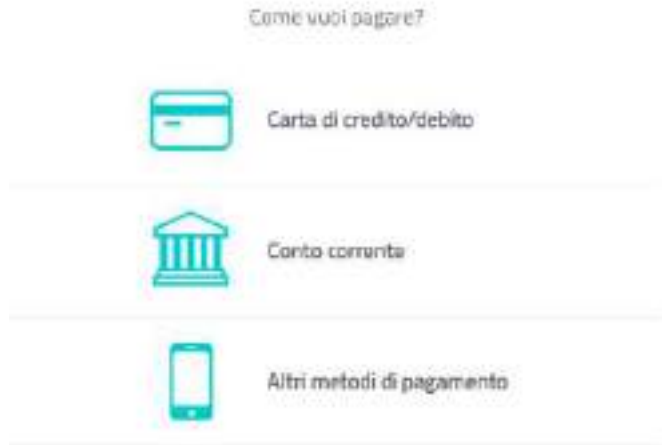 Come vuoi pagare?
Carta di credito/debito
Conto corrente
Altri metodi di pagamento